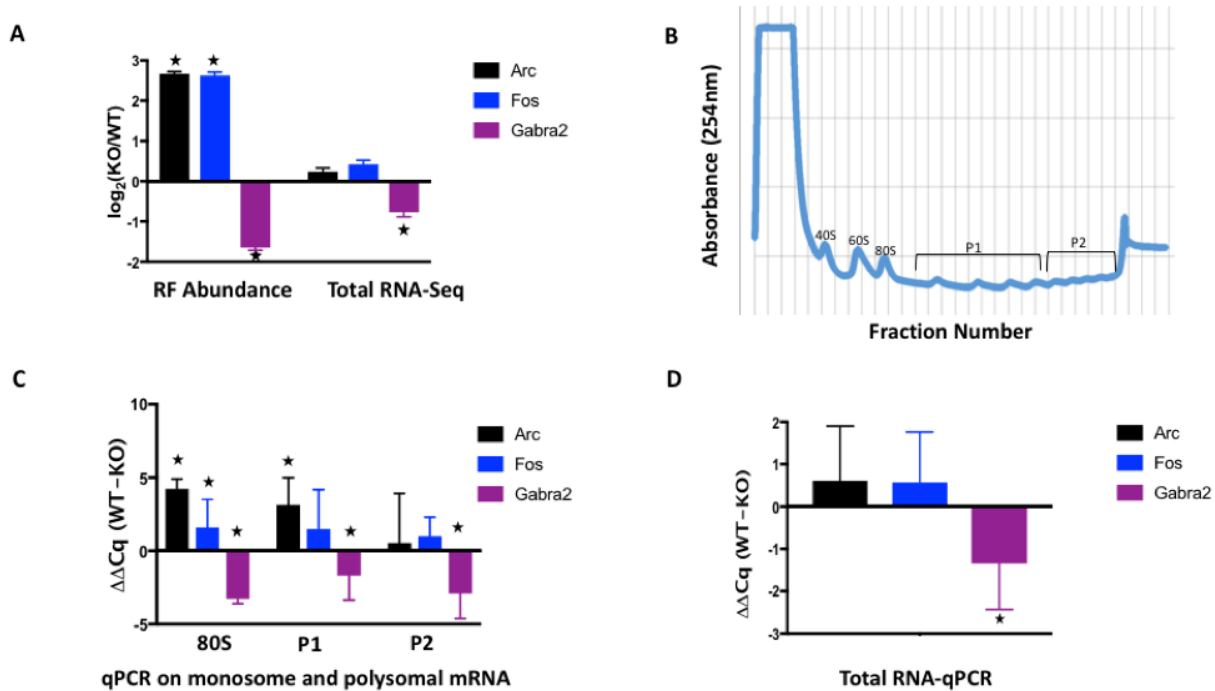 A
3
2
1
0
-1
-2
log2(KO/WT)
★ ★
★
★
RF Abundance Total RNA-Seq
Arc
Fos
Gabra2
B
Absorbance (254nm)
40S 60S 80S P1 P2
Fraction Number
C
10
5
0
-5
ΔΔCq (WT−KO)
★ ★ ★ ★ ★ ★
80S P1 P2
qPCR on monosome and polysomal mRNA
Arc
Fos
Gabra2
D
2
1
0
-1
-2
-3
ΔΔCq (WT−KO)
★
Total RNA-qPCR
Arc
Fos
Gabra2